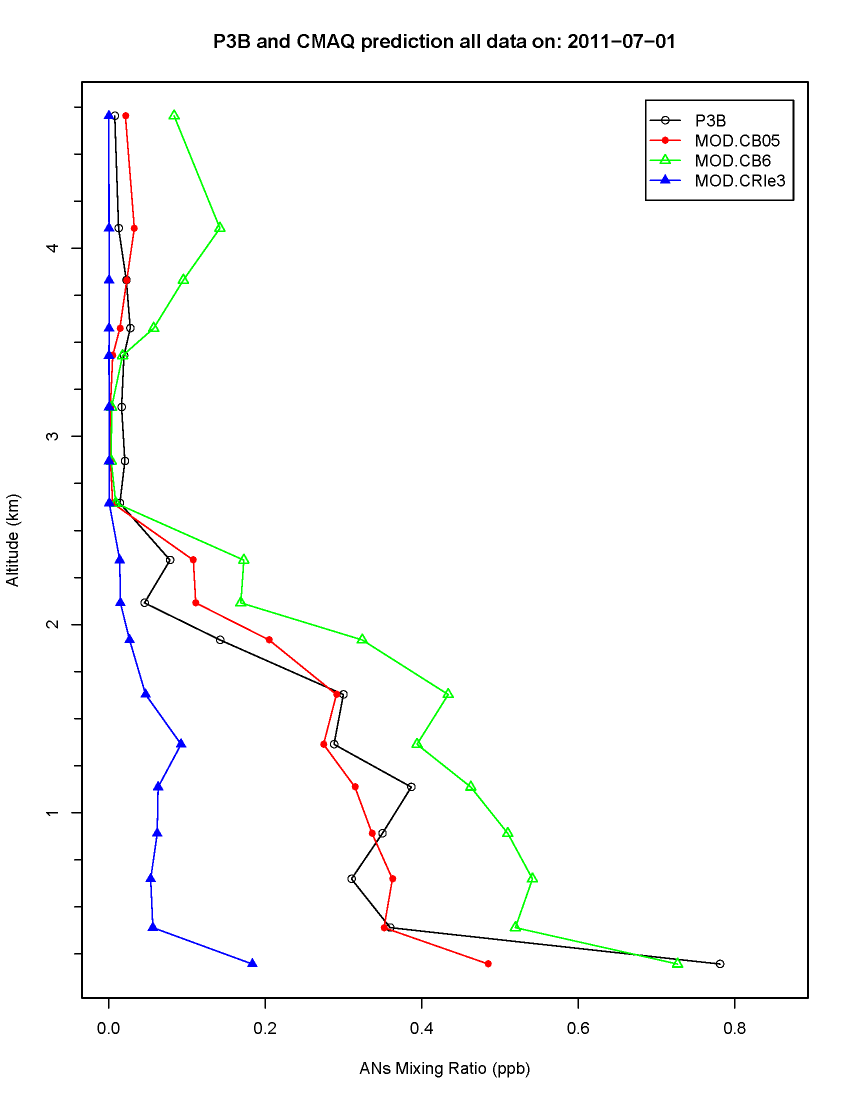 P3B and CMAQ prediction all data on: 2011−07−01
P3B
MOD.CB05
MOD.CB6
MOD.CRIe3
4
3
2
1
Altitude (km)
0.0 0.2 0.4 0.6 0.8
ANs Mixing Ratio (ppb)